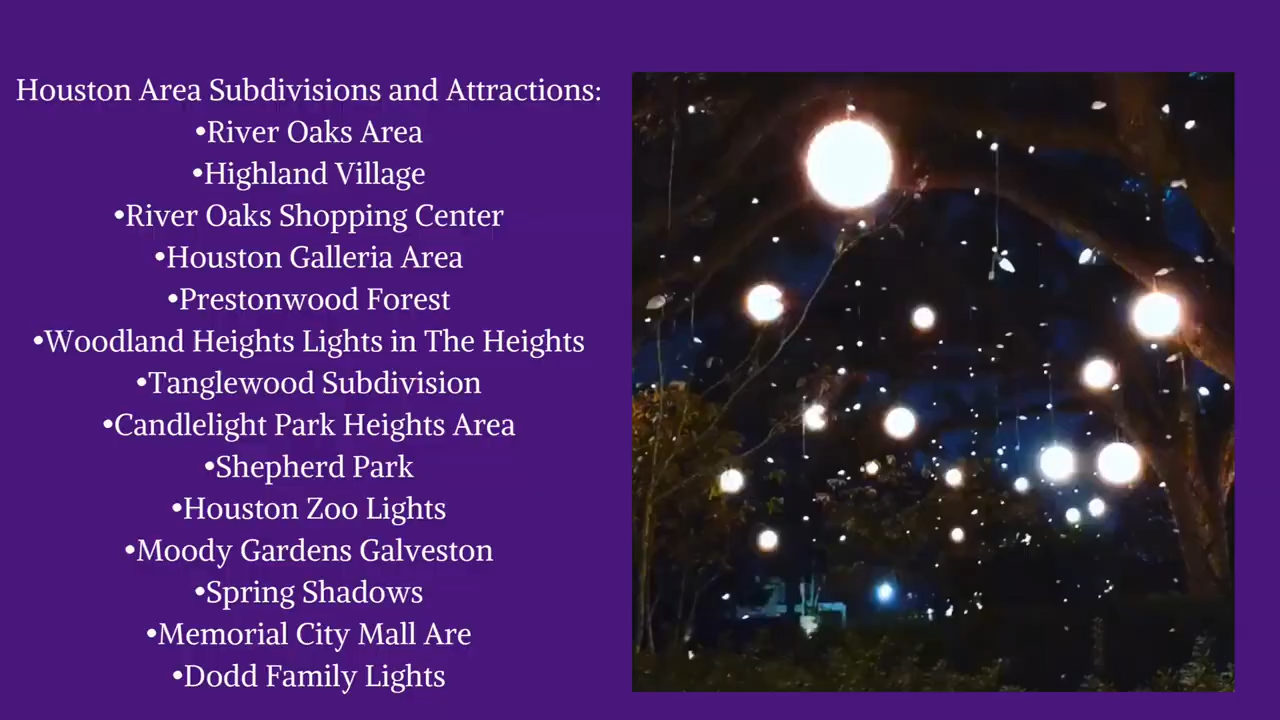 Houston Area Subdivisions and Attractions:
•River Oaks Area
•Highland Village
•River Oaks Shopping Center
•Houston Galleria Area
•Prestonwood Forest
•Woodland Heights Lights in The Heights
•Tanglewood Subdivision
•Candlelight Park Heights Area
•Shepherd Park
•Houston Zoo Lights
•Moody Gardens Galveston
•Spring Shadows
•Memorial City Mall Are
•Dodd Family Lights